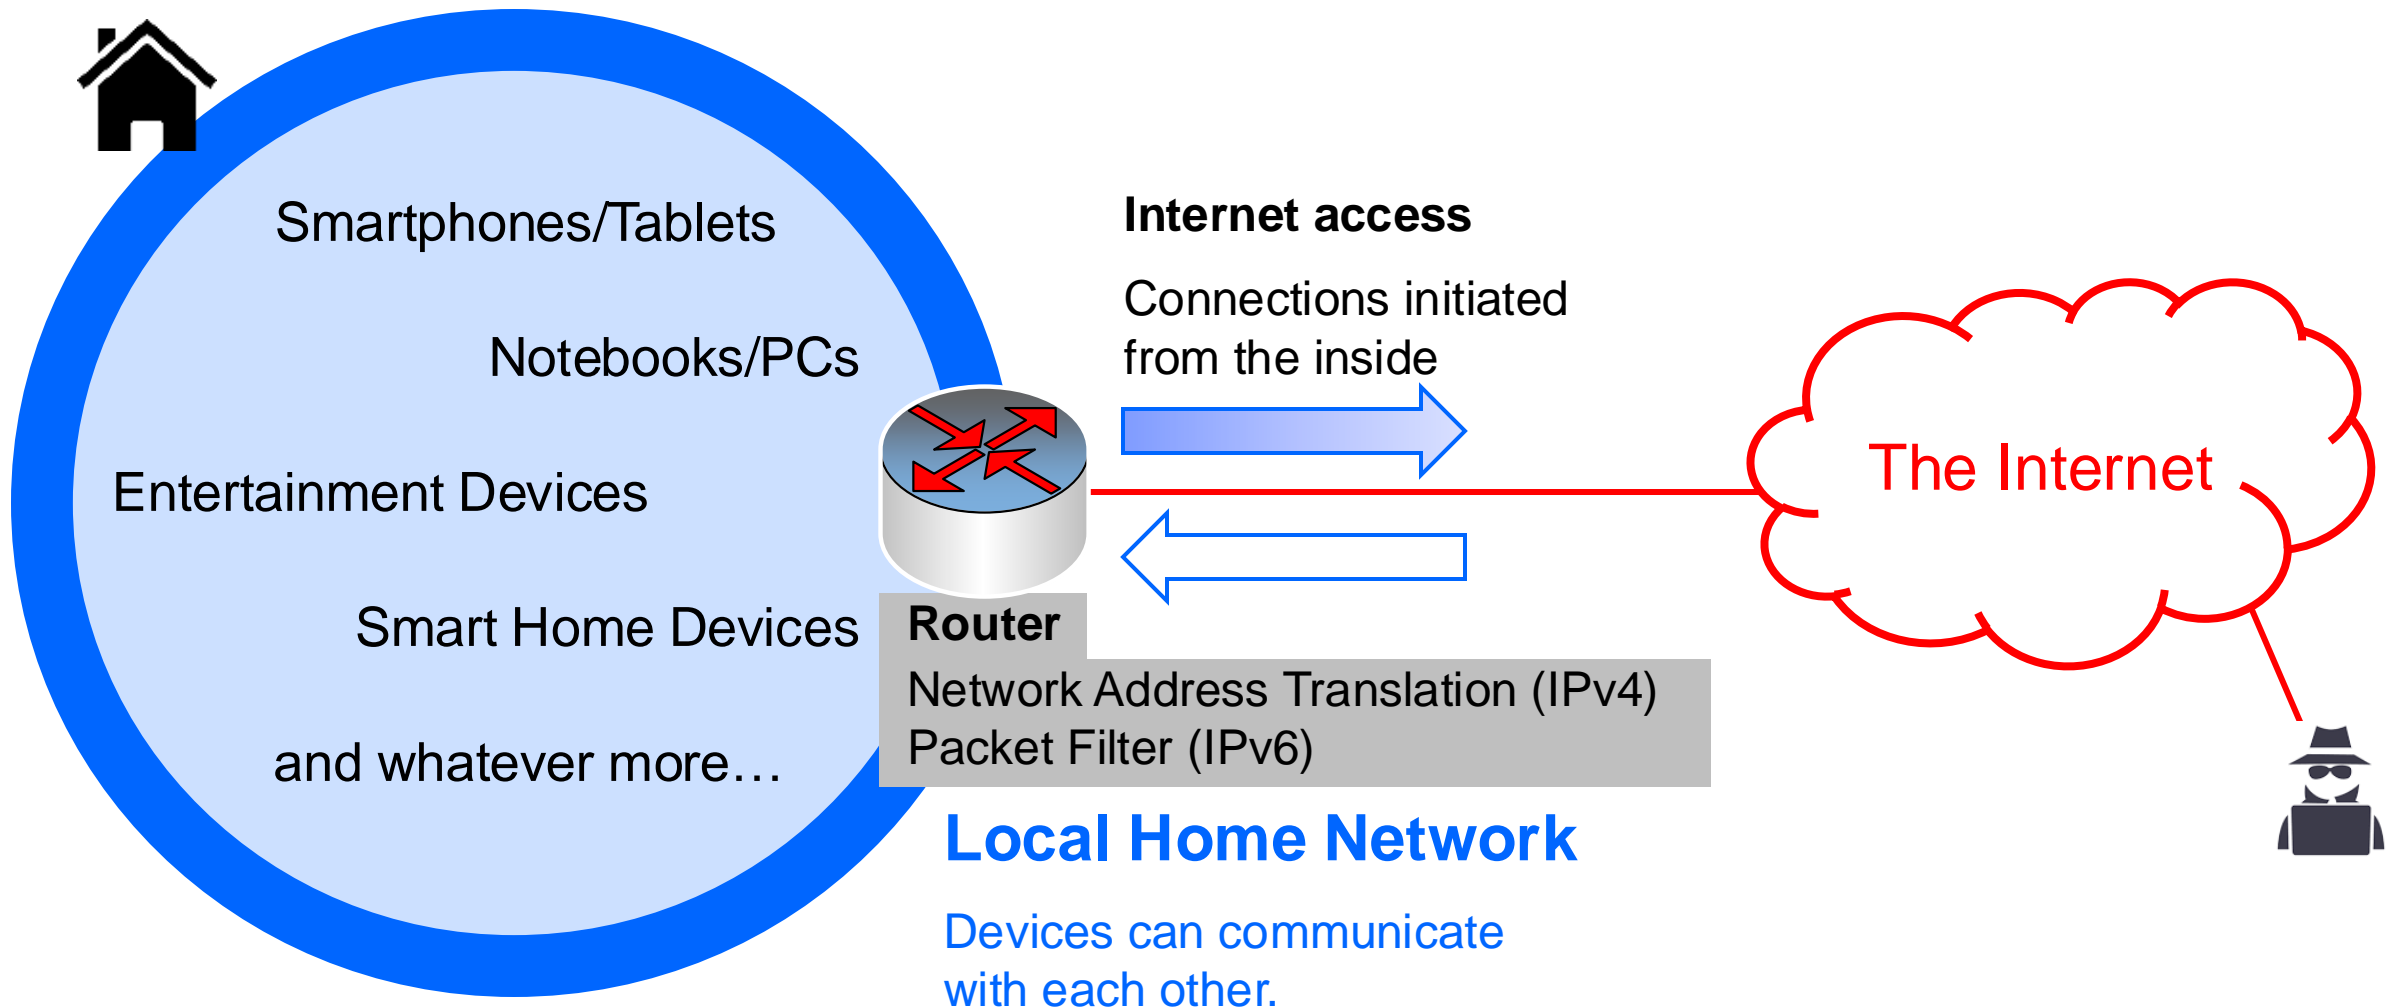 Smartphones/Tablets
Notebooks/PCs
Entertainment Devices
Smart Home Devices
and whatever more…
Internet access
Connections initiated
from the inside
The Internet
Router
Network Address Translation (IPv4)
Packet Filter (IPv6)
Local Home Network
Devices can communicate
with each other.